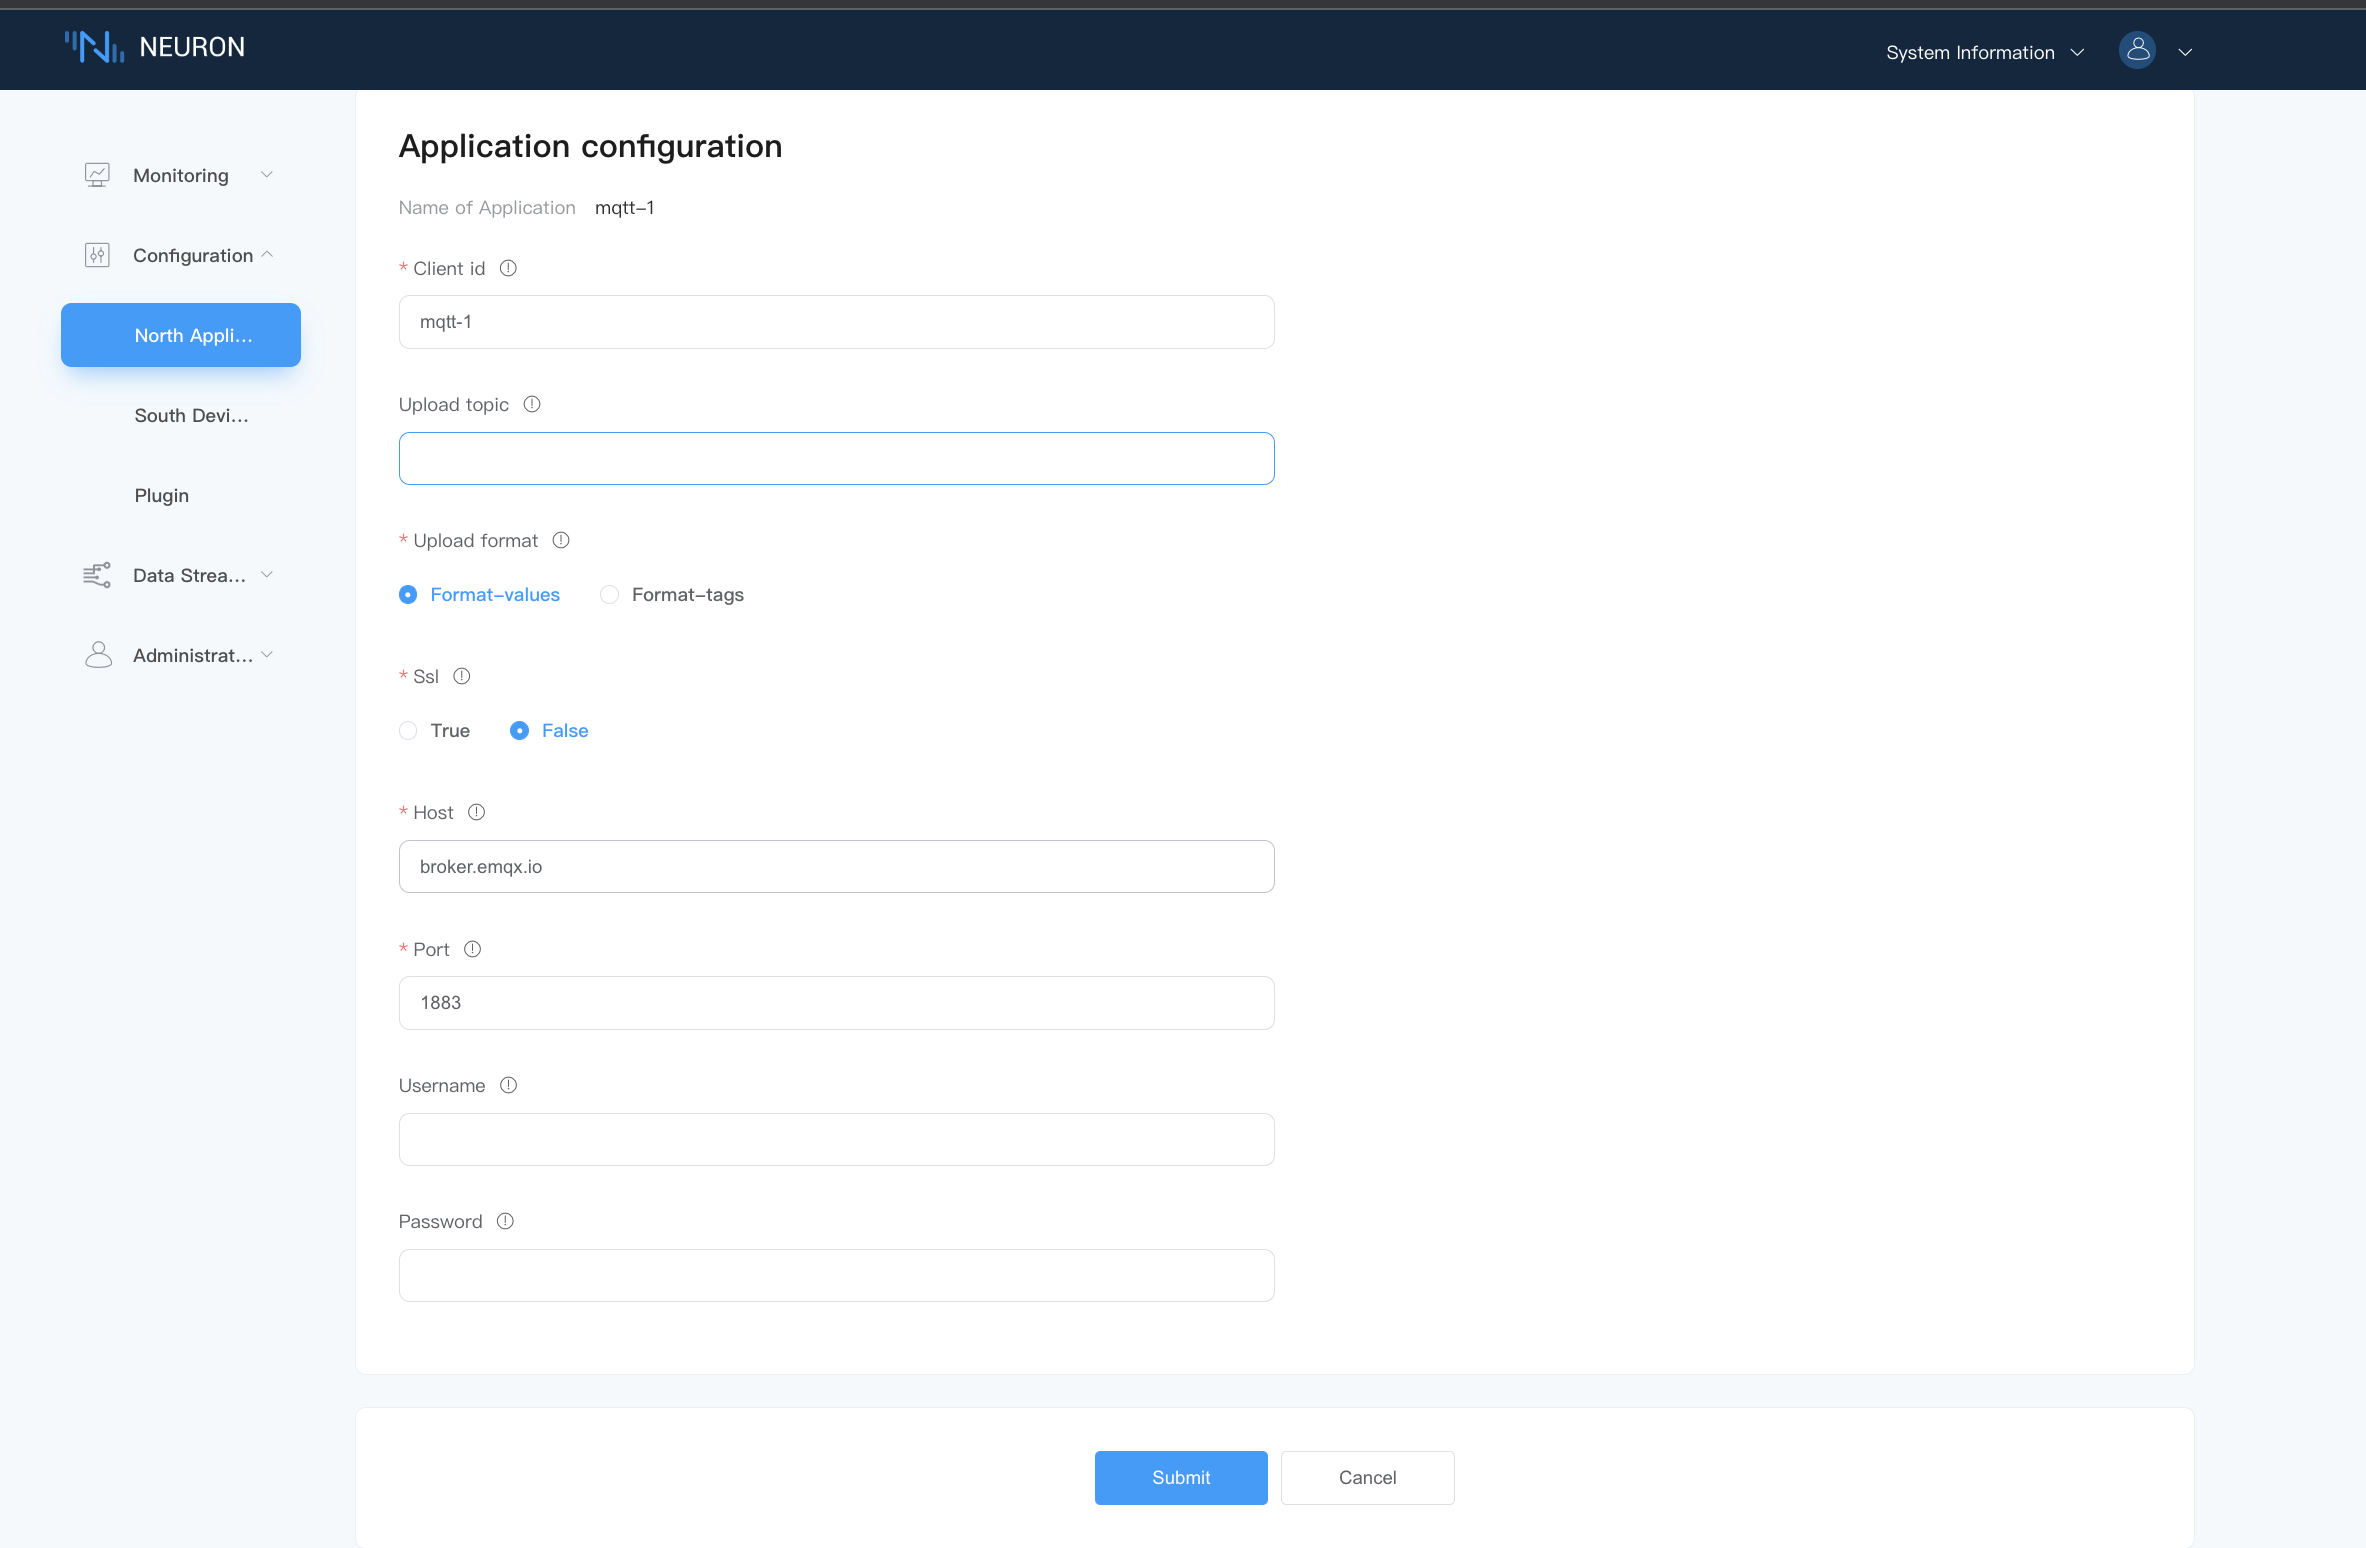 NEURON
System Information
Monitoring
Configuration
North Appli...
South Devi...
Plugin
Data Strea...
Administrat...
Application configuration
Name of Application mqtt-1
* Client id
mqtt-1
Upload topic
* Upload format
Format-values Format-tags
* Ssl
True False
* Host
broker.emqx.io
* Port
1883
Username
Password
Submit Cancel